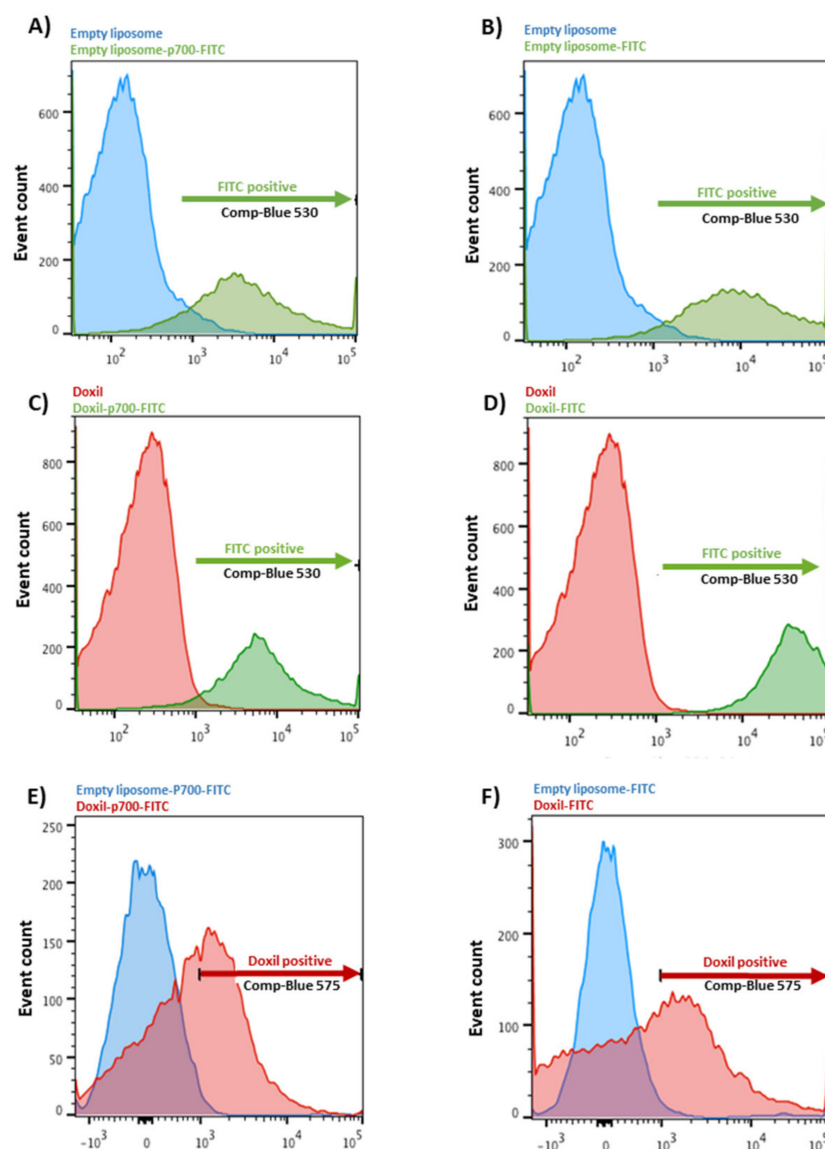 A)
Empty liposome
Empty liposome-p700-FITC
Event count
600
400
200
0
FITC positive
Comp-Blue 530
10²
10³
10⁴
10⁵
B)
Empty liposome
Empty liposome-FITC
Event count
600
400
200
0
FITC positive
Comp-Blue 530
10²
10³
10⁴
10⁵
C)
Doxil
Doxil-p700-FITC
Event count
800
600
400
200
0
FITC positive
Comp-Blue 530
10²
10³
10⁴
10⁵
D)
Doxil
Doxil-FITC
Event count
800
600
400
200
0
FITC positive
Comp-Blue 530
10²
10³
10⁴
10⁵
E)
Empty liposome-P700-FITC
Doxil-p700-FITC
Event count
250
200
150
100
50
0
Doxil positive
Comp-Blue 575
-10³
0
10³
10⁴
10⁵
F)
Empty liposome-FITC
Doxil-FITC
Event count
300
200
100
0
Doxil positive
Comp-Blue 575
-10³
0
10³
10⁴
10⁵